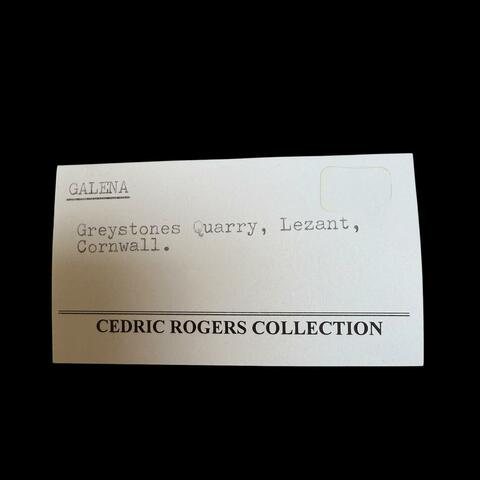 GALENA
Greystones Quarry, Lezant,
Cornwall.
CEDRIC ROGERS COLLECTION